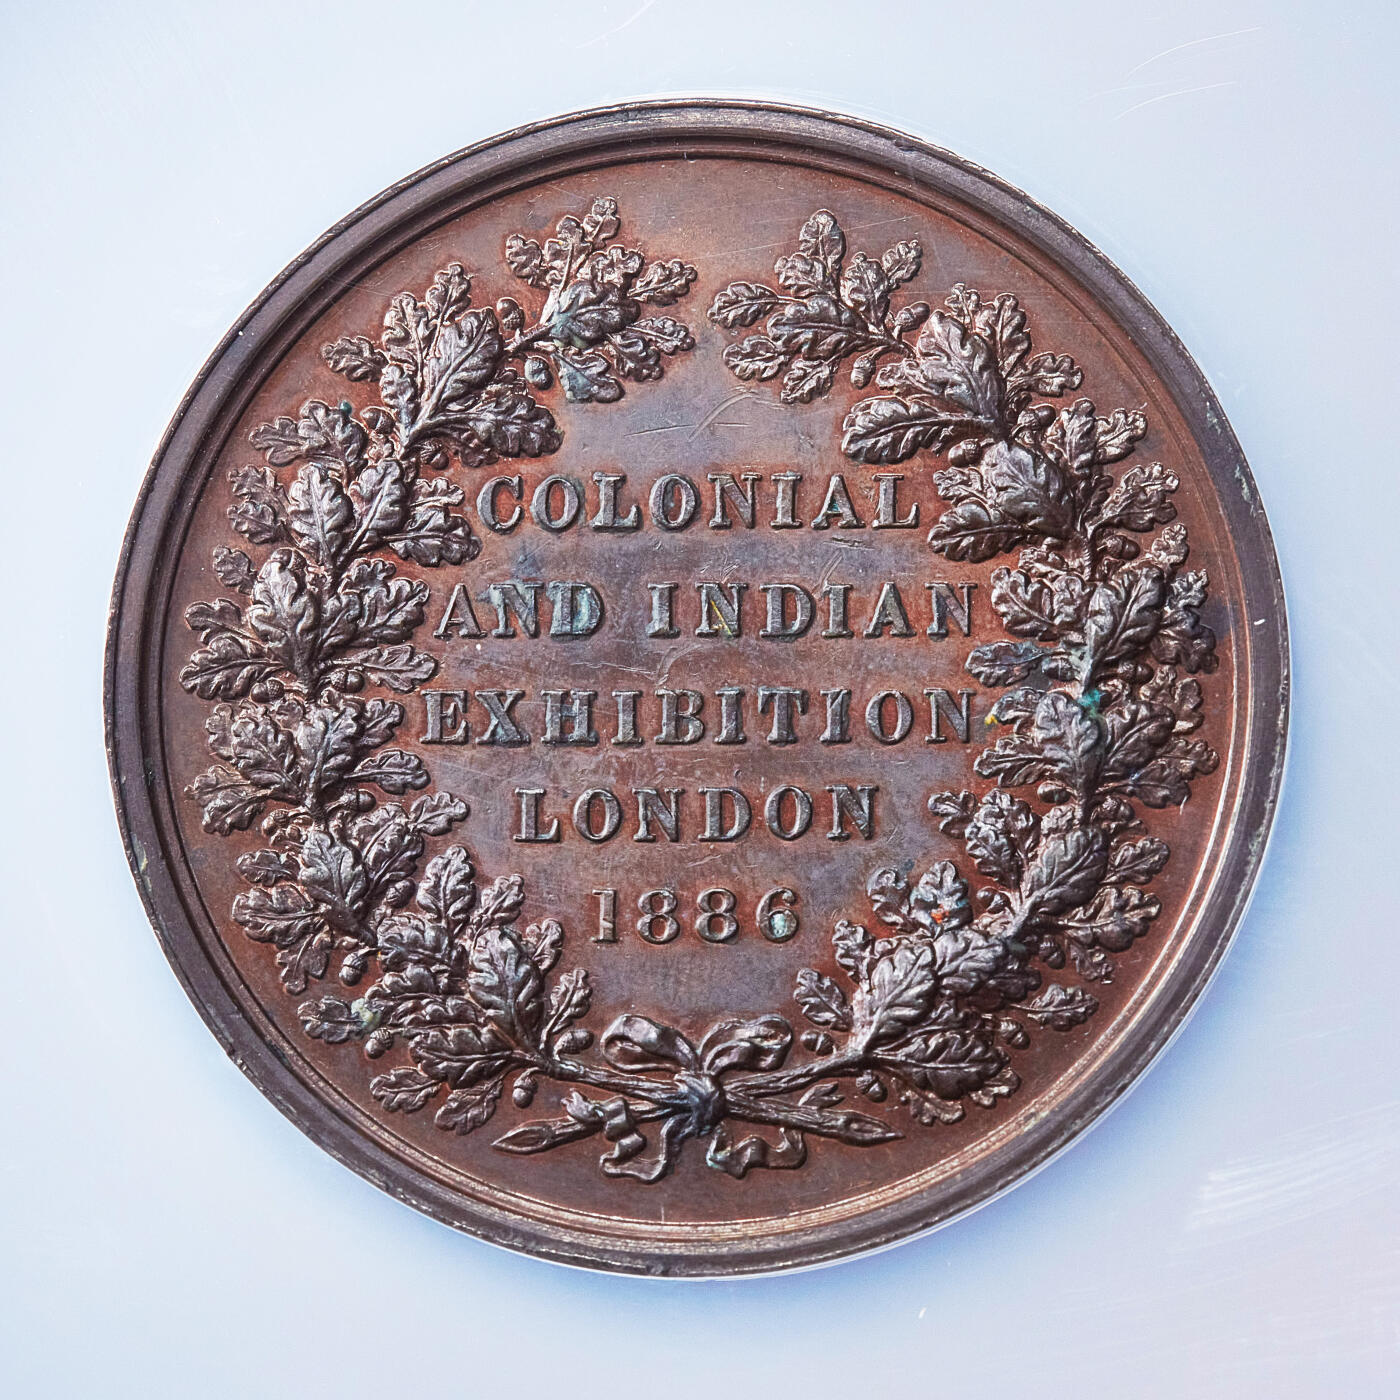 COLONIAL
AND INDIAN
EXHIBITION
LONDON
1886